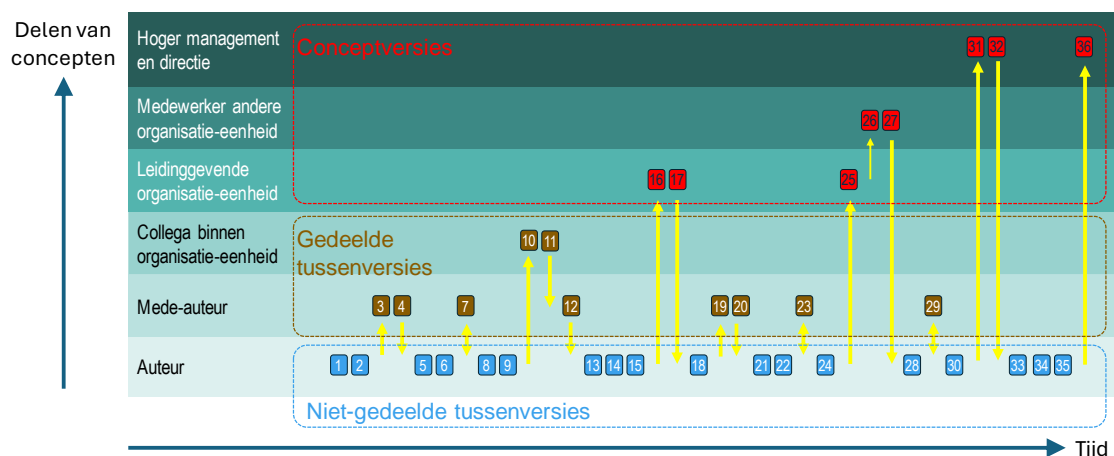 Delen van
concepten
Hoger management
en directie
Conceptversies
31 32 36
Medewerker andere
organisatie-eenheid
26 27
Leidinggevende
organisatie-eenheid
16 17 25
Collega binnen
organisatie-eenheid
Gedeelde
tussenversies
10 11
Mede-auteur
3 4 7 12 19 20 23 29
Auteur
1 2 5 6 8 9 13 14 15 18 21 22 24 28 30 33 34 35
Niet-gedeelde tussenversies
Tijd